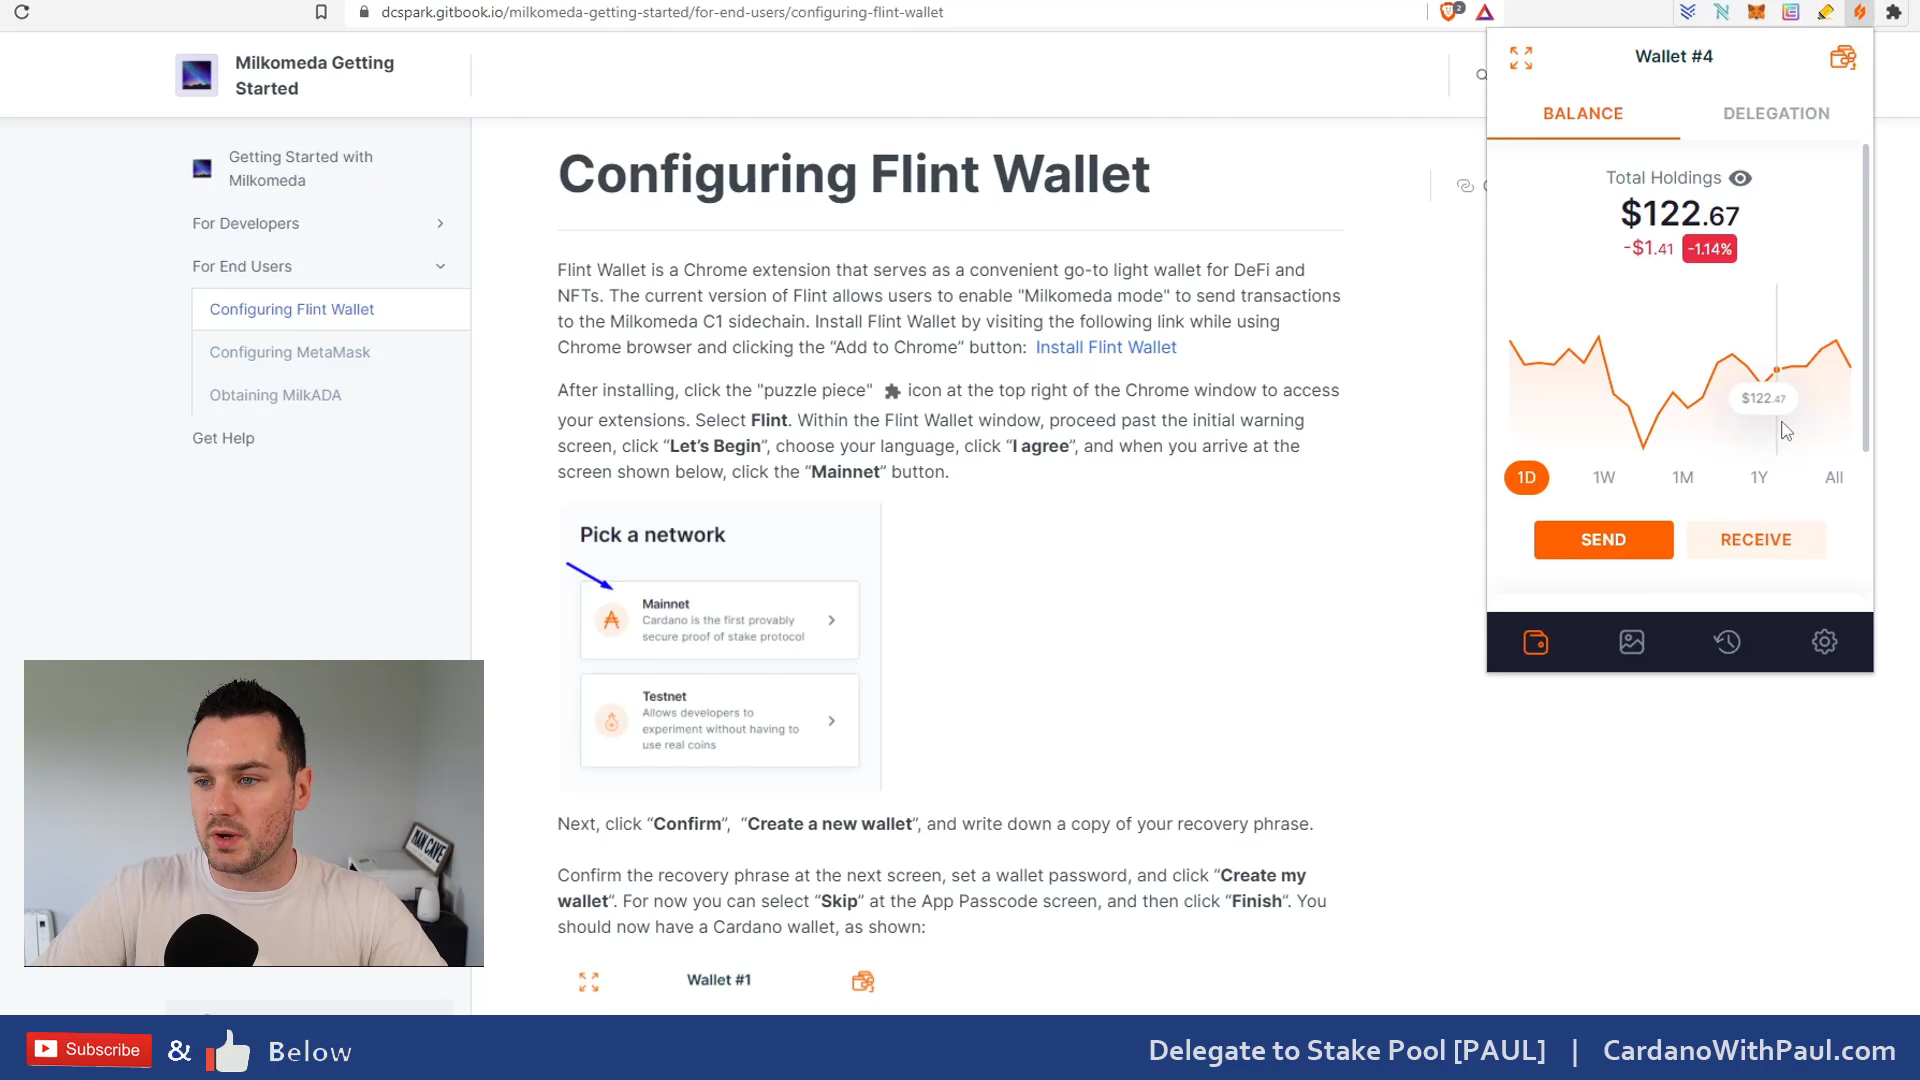 dcspark.gitbook.io/milkomeda-getting-started/for-end-users/configuring-flint-wallet
2
Milkomeda Getting
Started
Getting Started with
Milkomeda
For Developers
For End Users
Configuring Flint Wallet
Configuring MetaMask
Obtaining MilkADA
Get Help
Configuring Flint Wallet
Flint Wallet is a Chrome extension that serves as a convenient go-to light wallet for DeFi and
NFTs. The current version of Flint allows users to enable "Milkomeda mode" to send transactions
to the Milkomeda C1 sidechain. Install Flint Wallet by visiting the following link while using
Chrome browser and clicking the “Add to Chrome” button: Install Flint Wallet
After installing, click the "puzzle piece" icon at the top right of the Chrome window to access
your extensions. Select Flint. Within the Flint Wallet window, proceed past the initial warning
screen, click “Let’s Begin”, choose your language, click “I agree”, and when you arrive at the
screen shown below, click the “Mainnet” button.
Pick a network
Mainnet
Cardano is the first provably
secure proof of stake protocol
Testnet
Allows developers to
experiment without having to
use real coins
Next, click “Confirm”, “Create a new wallet”, and write down a copy of your recovery phrase.
Confirm the recovery phrase at the next screen, set a wallet password, and click “Create my
wallet”. For now you can select “Skip” at the App Passcode screen, and then click “Finish”. You
should now have a Cardano wallet, as shown:
Wallet #1
Wallet #4
BALANCE
DELEGATION
Total Holdings
$122.67
-$1.41 -1.14%
$122.47
1D 1W 1M 1Y All
SEND
RECEIVE
MAN CAVE
Subscribe & Below
Delegate to Stake Pool [PAUL] | CardanoWithPaul.com